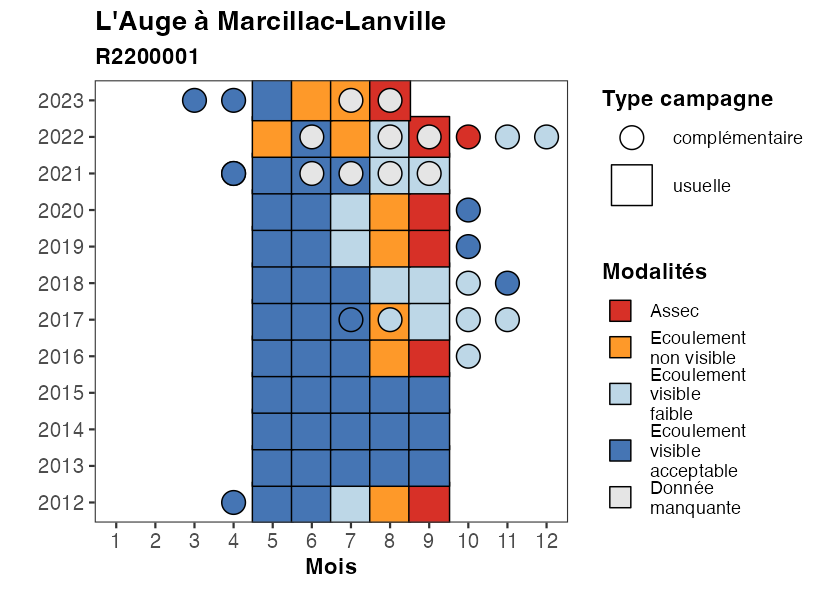 L'Auge à Marcillac-Lanville
R2200001
2023
2022
2021
2020
2019
2018
2017
2016
2015
2014
2013
2012
1 2 3 4 5 6 7 8 9 10 11 12
Mois
Type campagne
complémentaire
usuelle
Modalités
Assec
Ecoulement
non visible
Ecoulement
visible
faible
Ecoulement
visible
acceptable
Donnée
manquante